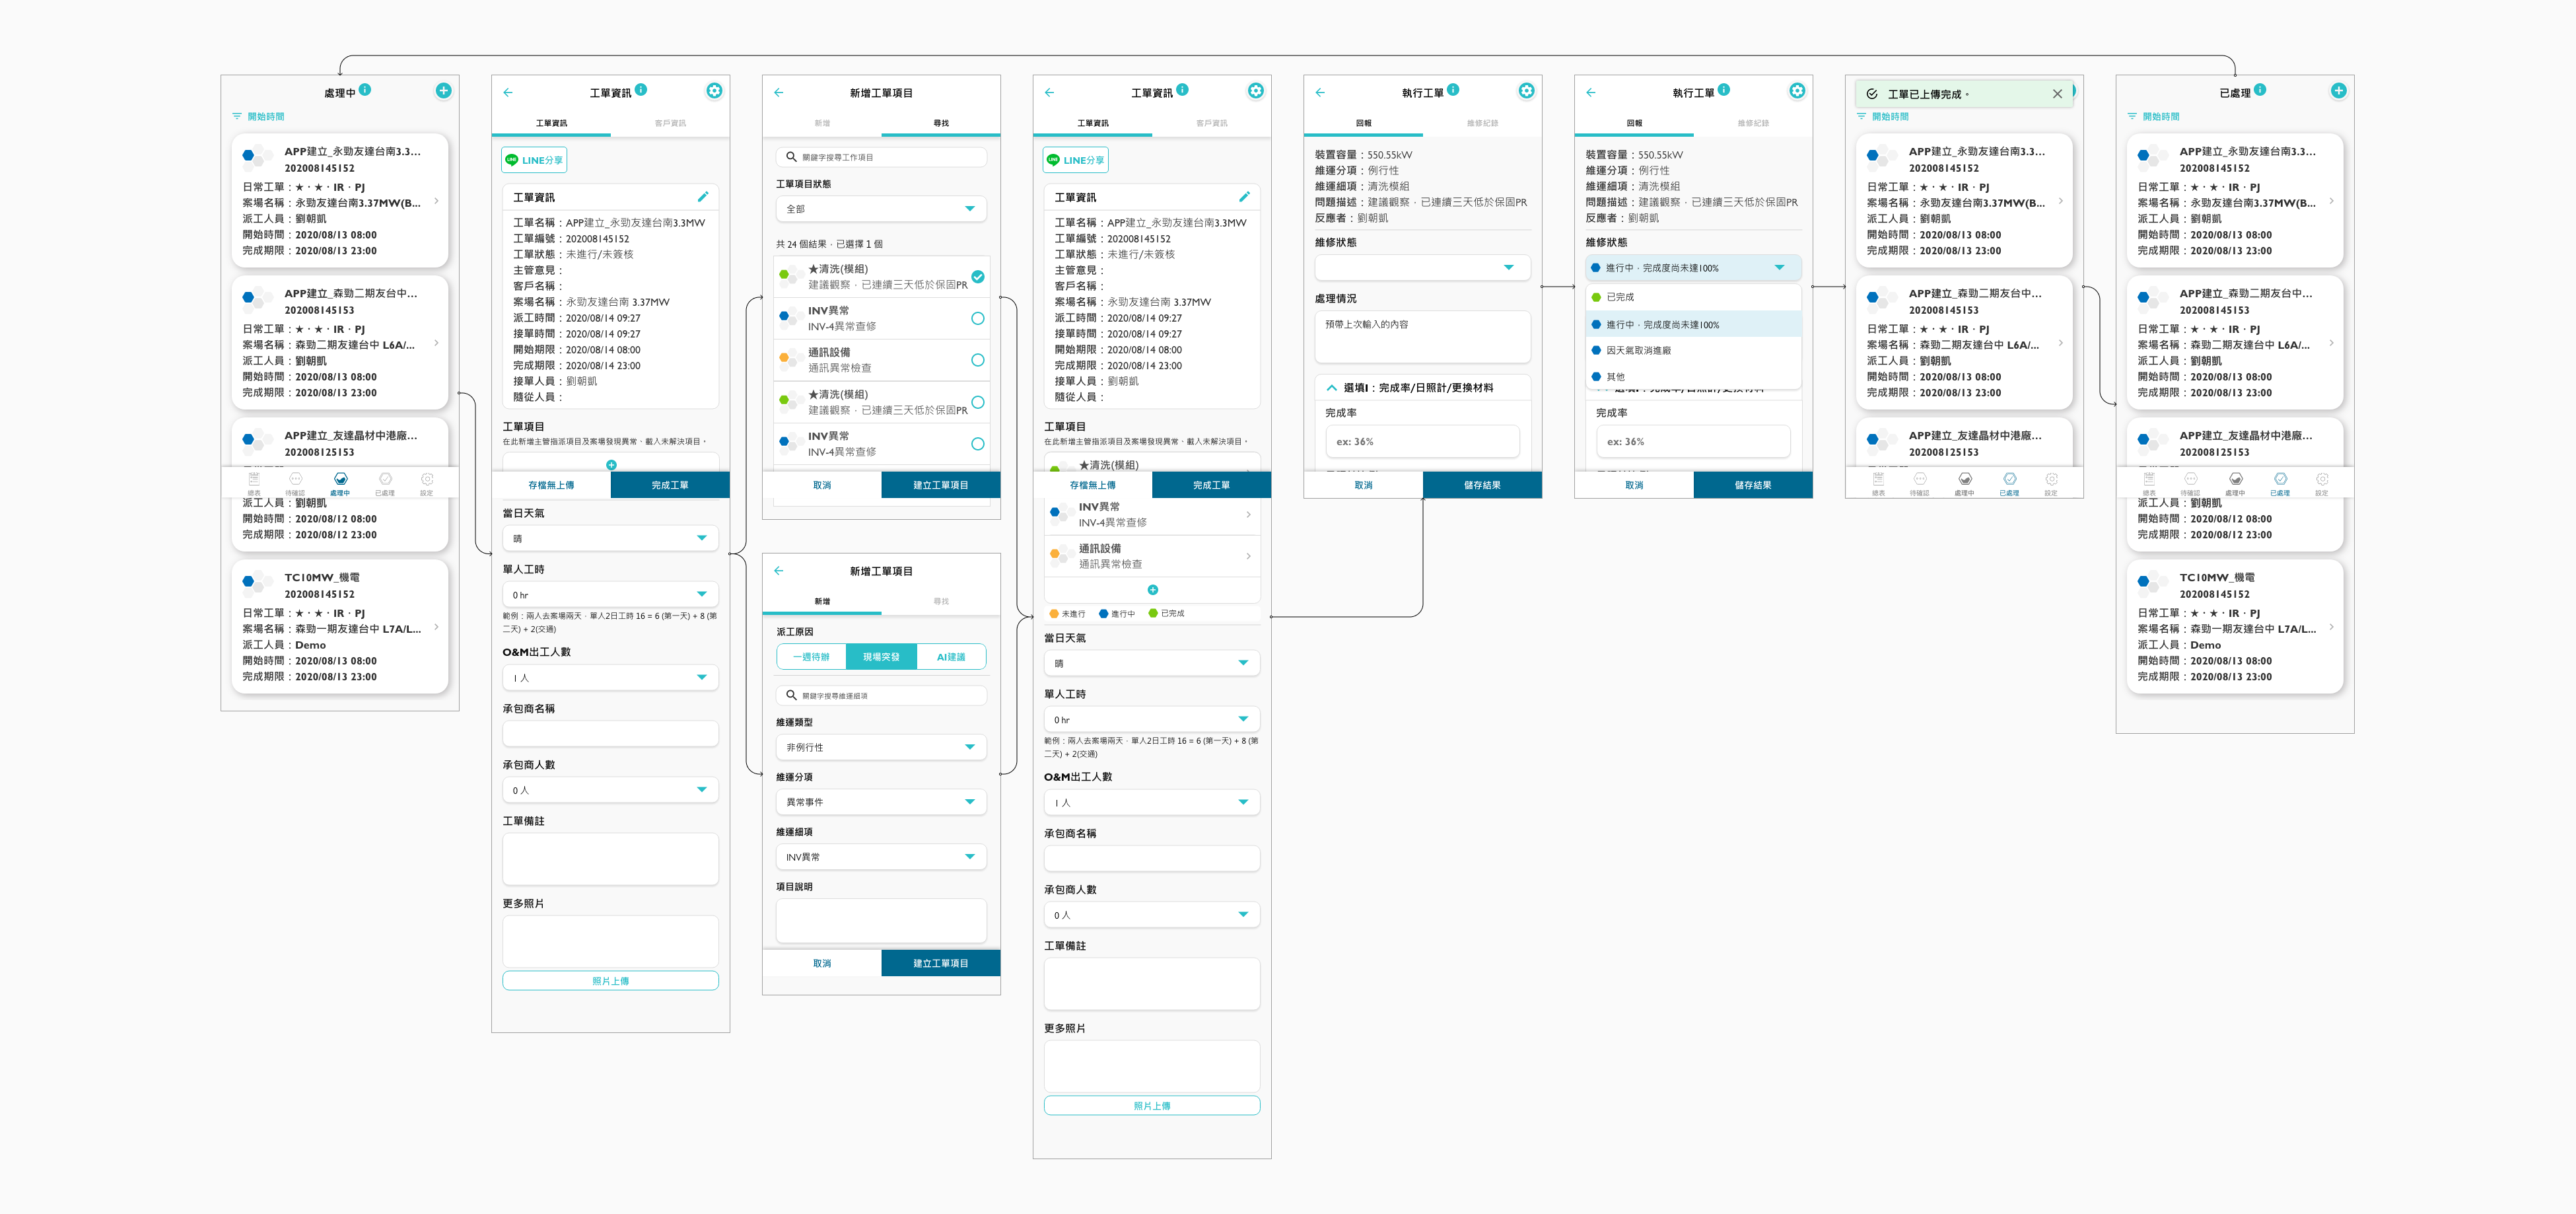 處理中
開始時間
APP建立_永勁友達台南3.3...
202008145152
日常工單：★・★・IR・PJ
案場名稱：永勁友達台南3.37MW(B...
派工人員：劉朝凱
開始時間：2020/08/13 08:00
完成期限：2020/08/13 23:00
APP建立_森勁二期友台中...
202008145153
日常工單：★・★・IR・PJ
案場名稱：森勁二期友達台中 L6A/...
派工人員：劉朝凱
開始時間：2020/08/13 08:00
完成期限：2020/08/13 23:00
APP建立_友達晶材中港廠...
202008125153
總表
待確認
處理中
已處理
設定
派工人員：劉朝凱
開始時間：2020/08/12 08:00
完成期限：2020/08/12 23:00
TC10MW_機電
202008145152
日常工單：★・★・IR・PJ
案場名稱：森勁一期友達台中 L7A/L...
派工人員：Demo
開始時間：2020/08/13 08:00
完成期限：2020/08/13 23:00
工單資訊
工單資訊
客戶資訊
LINE分享
工單資訊
工單名稱：APP建立_永勁友達台南3.3MW
工單編號：202008145152
工單狀態：未進行/未簽核
主管意見：
客戶名稱：
案場名稱：永勁友達台南 3.37MW
派工時間：2020/08/14 09:27
接單時間：2020/08/14 09:27
開始期限：2020/08/14 08:00
完成期限：2020/08/14 23:00
接單人員：劉朝凱
隨從人員：
工單項目
在此新增主管指派項目及案場發現異常、載人未解決項目。
存檔無上傳
完成工單
當日天氣
晴
單人工時
0 hr
範例：兩人去案場兩天，單人2日工時 16 = 6 (第一天) + 8 (第
二天) + 2(交通)
O&M出工人數
1 人
承包商名稱
承包商人數
0 人
工單備註
更多照片
照片上傳
新增工單項目
新增
尋找
關鍵字搜尋工作項目
工單項目狀態
全部
共 24 個結果，已選擇 1 個
★清洗(模組)
建議觀察，已連續三天低於保固PR
INV異常
INV-4異常查修
通訊設備
通訊異常檢查
★清洗(模組)
建議觀察，已連續三天低於保固PR
INV異常
INV-4異常查修
取消
建立工單項目
新增工單項目
新增
尋找
派工原因
一週待辦
現場突發
AI建議
關鍵字搜尋維運細項
維運類型
非例行性
維運分項
異常事件
維運細項
INV異常
項目說明
取消
建立工單項目
工單資訊
工單資訊
客戶資訊
LINE分享
工單資訊
工單名稱：APP建立_永勁友達台南3.3MW
工單編號：202008145152
工單狀態：未進行/未簽核
主管意見：
客戶名稱：
案場名稱：永勁友達台南 3.37MW
派工時間：2020/08/14 09:27
接單時間：2020/08/14 09:27
開始期限：2020/08/14 08:00
完成期限：2020/08/14 23:00
接單人員：劉朝凱
隨從人員：
工單項目
在此新增主管指派項目及案場發現異常、載人未解決項目。
★清洗(模組)
存檔無上傳
完成工單
INV異常
INV-4異常查修
通訊設備
通訊異常檢查
未進行
進行中
已完成
當日天氣
晴
單人工時
0 hr
範例：兩人去案場兩天，單人2日工時 16 = 6 (第一天) + 8 (第
二天) + 2(交通)
O&M出工人數
1 人
承包商名稱
承包商人數
0 人
工單備註
更多照片
照片上傳
執行工單
回報
維修紀錄
裝置容量：550.55kW
維運分項：例行性
維運細項：清洗模組
問題描述：建議觀察，已連續三天低於保固PR
反應者：劉朝凱
維修狀態
處理情況
預帶上次輸入的內容
選填1：完成率/日照計/更換材料
完成率
ex: 36%
取消
儲存結果
執行工單
回報
維修紀錄
裝置容量：550.55kW
維運分項：例行性
維運細項：清洗模組
問題描述：建議觀察，已連續三天低於保固PR
反應者：劉朝凱
維修狀態
進行中，完成度尚未達100%
已完成
進行中，完成度尚未達100%
因天氣取消進廠
其他
完成率
ex: 36%
取消
儲存結果
工單已上傳完成。
開始時間
APP建立_永勁友達台南3.3...
202008145152
日常工單：★・★・IR・PJ
案場名稱：永勁友達台南3.37MW(B...
派工人員：劉朝凱
開始時間：2020/08/13 08:00
完成期限：2020/08/13 23:00
APP建立_森勁二期友台中...
202008145153
日常工單：★・★・IR・PJ
案場名稱：森勁二期友達台中 L6A/...
派工人員：劉朝凱
開始時間：2020/08/13 08:00
完成期限：2020/08/13 23:00
APP建立_友達晶材中港廠...
202008125153
總表
待確認
處理中
已處理
設定
已處理
開始時間
APP建立_永勁友達台南3.3...
202008145152
日常工單：★・★・IR・PJ
案場名稱：永勁友達台南3.37MW(B...
派工人員：劉朝凱
開始時間：2020/08/13 08:00
完成期限：2020/08/13 23:00
APP建立_森勁二期友台中...
202008145153
日常工單：★・★・IR・PJ
案場名稱：森勁二期友達台中 L6A/...
派工人員：劉朝凱
開始時間：2020/08/13 08:00
完成期限：2020/08/13 23:00
APP建立_友達晶材中港廠...
202008125153
總表
待確認
處理中
已處理
設定
派工人員：劉朝凱
開始時間：2020/08/12 08:00
完成期限：2020/08/12 23:00
TC10MW_機電
202008145152
日常工單：★・★・IR・PJ
案場名稱：森勁一期友達台中 L7A/L...
派工人員：Demo
開始時間：2020/08/13 08:00
完成期限：2020/08/13 23:00